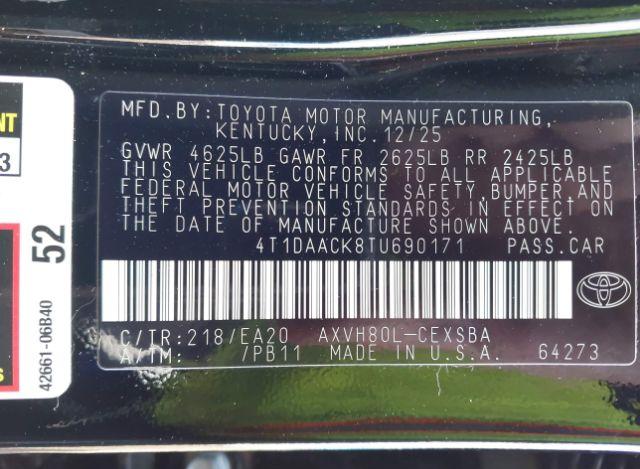 MFD. BY: TOYOTA MOTOR MANUFACTURING,
KENTUCKY, INC. 12/25
GVWR 4625LB GAWR FR 2625LB RR 2425LB
THIS VEHICLE CONFORMS TO ALL APPLICABLE
FEDERAL MOTOR VEHICLE SAFETY, BUMPER, AND
THEFT PREVENTION STANDARDS IN EFFECT ON
THE DATE OF MANUFACTURE SHOWN ABOVE.
4T1DAACK8TU690171 PASS. CAR
C/TR: 218/EA20 AXVH80L-CEXSBA
A/TM: /PB11 MADE IN U.S.A. 64273
52
42661-06B40
3